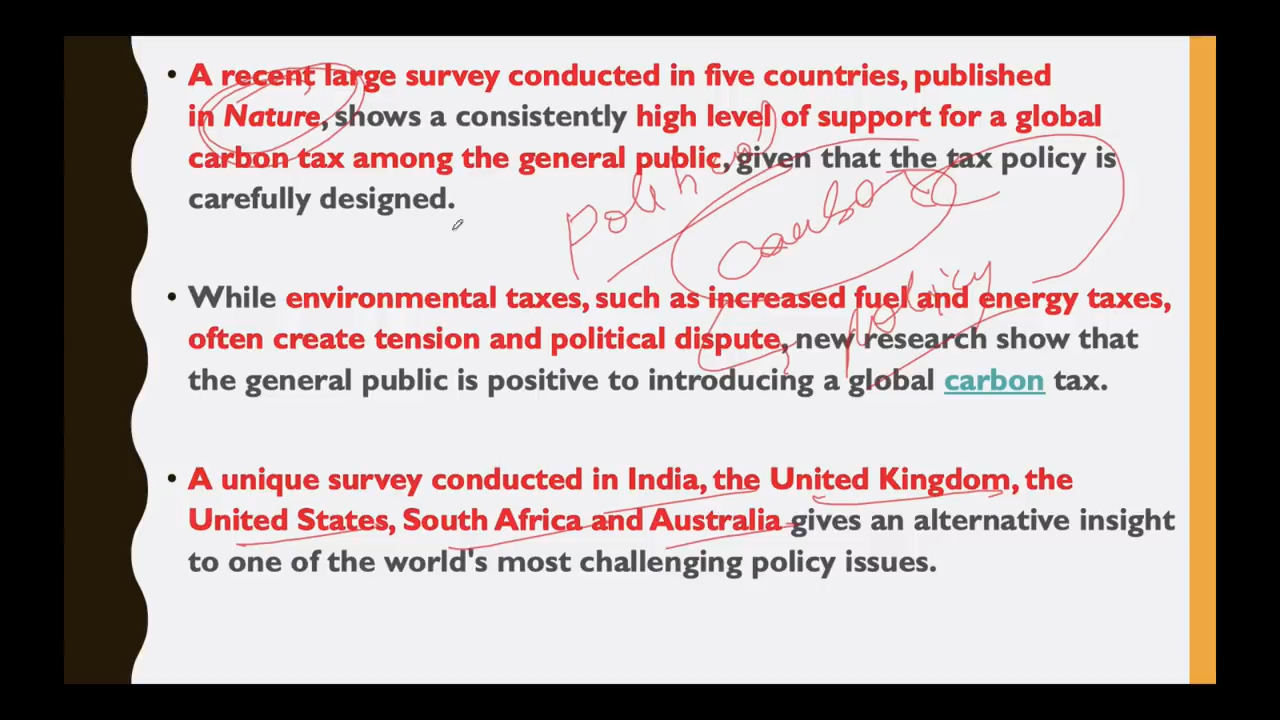 • A recent large survey conducted in five countries, published
in Nature, shows a consistently high level of support for a global
carbon tax among the general public, given that the tax policy is
carefully designed.
political
carbon
policy
• While environmental taxes, such as increased fuel and energy taxes,
often create tension and political dispute, new research show that
the general public is positive to introducing a global carbon tax.
• A unique survey conducted in India, the United Kingdom, the
United States, South Africa and Australia gives an alternative insight
to one of the world's most challenging policy issues.